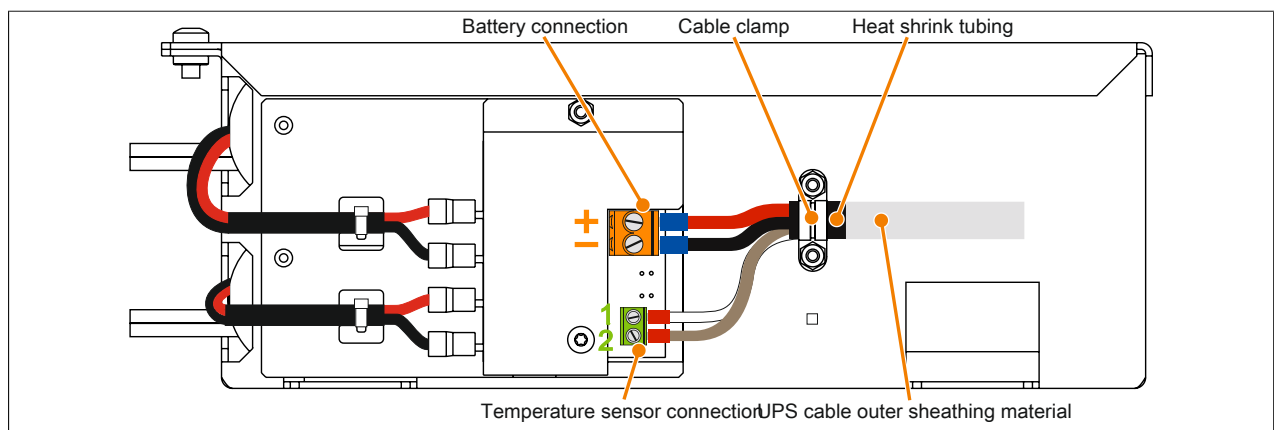 Battery connection
Cable clamp
Heat shrink tubing
+
−
1
2
Temperature sensor connection
UPS cable outer sheathing material